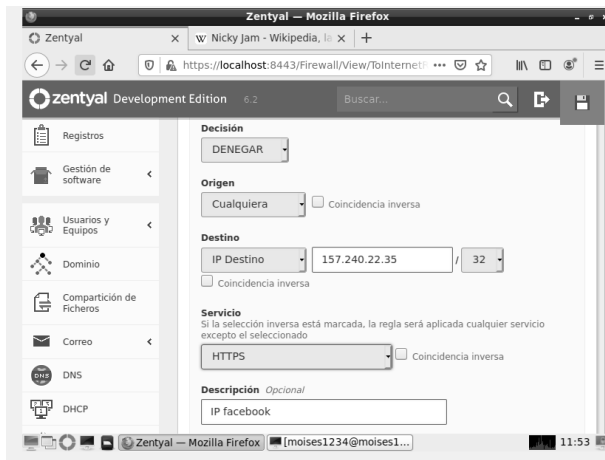 Zentyal — Mozilla Firefox
Zentyal
Nicky Jam - Wikipedia, la
https://localhost:8443/Firewall/View/ToInternetR
zentyal Development Edition 6.2
Buscar...
Registros
Gestión de
software
Usuarios y
Equipos
Dominio
Compartición de
Ficheros
Correo
DNS
DHCP
Decisión
DENEGAR
Origen
Cualquiera
Coincidencia inversa
Destino
IP Destino
157.240.22.35
/ 32
Coincidencia inversa
Servicio
Si la selección inversa está marcada, la regla será aplicada cualquier servicio
excepto el seleccionado
HTTPS
Coincidencia inversa
Descripción Opcional
IP facebook
Zentyal — Mozilla Firefox
[moises1234@moises1...
11:53